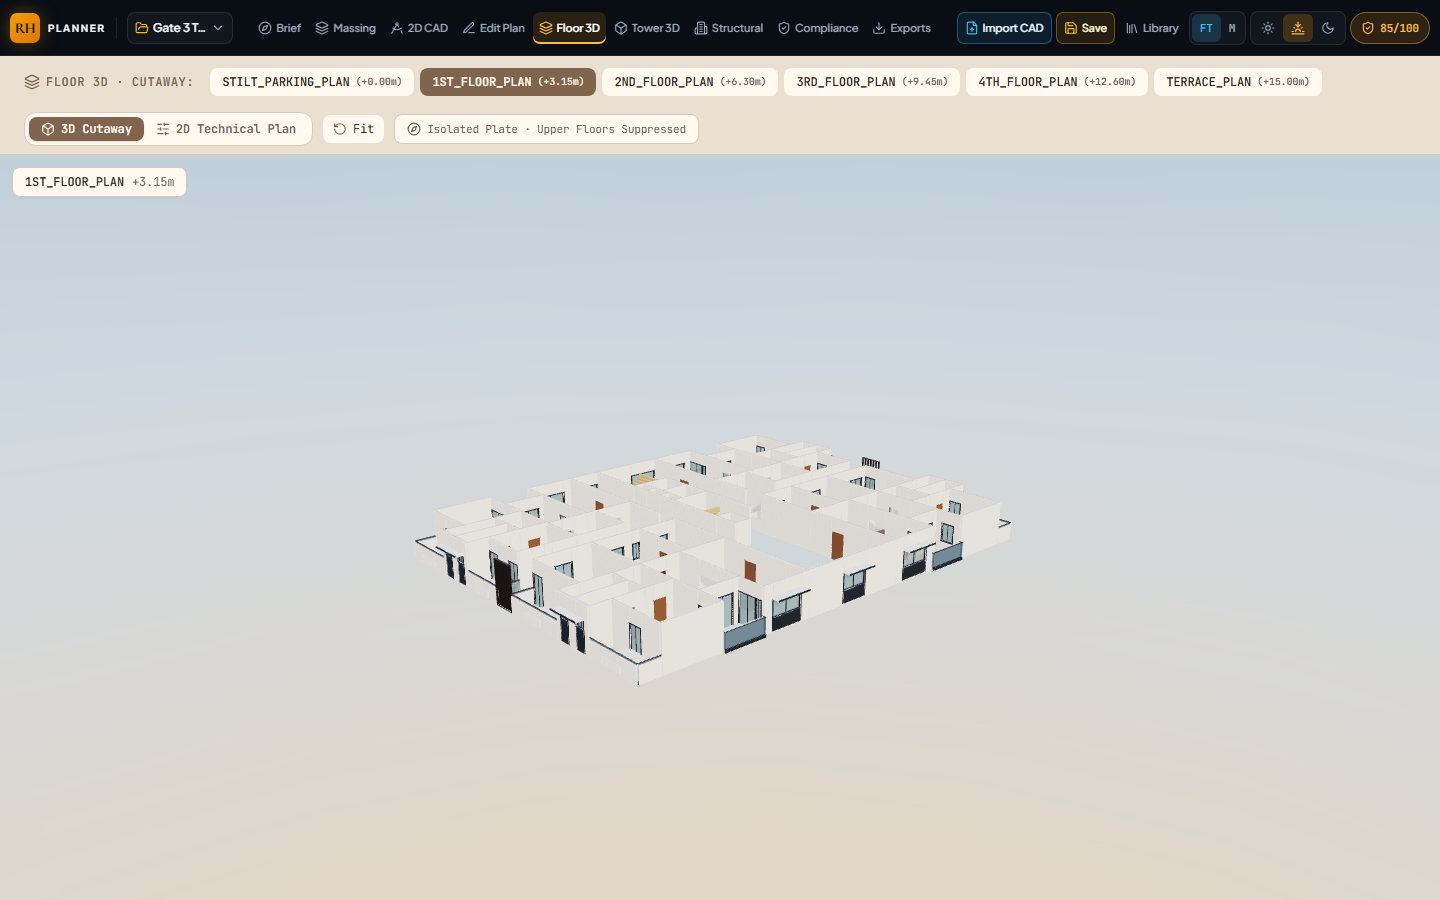 RH PLANNER Gate 3 T... Brief Massing 2D CAD Edit Plan Floor 3D Tower 3D Structural Compliance Exports Import CAD Save Library FT M 85/100
FLOOR 3D · CUTAWAY: STILT_PARKING_PLAN (+0.00m) 1ST_FLOOR_PLAN (+3.15m) 2ND_FLOOR_PLAN (+6.30m) 3RD_FLOOR_PLAN (+9.45m) 4TH_FLOOR_PLAN (+12.60m) TERRACE_PLAN (+15.00m)
3D Cutaway 2D Technical Plan Fit Isolated Plate · Upper Floors Suppressed
1ST_FLOOR_PLAN +3.15m